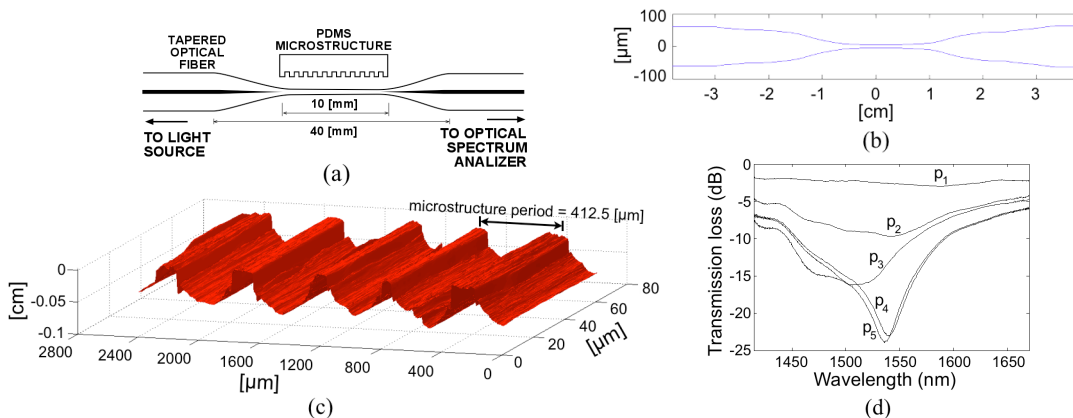 TAPERED
OPTICAL
FIBER
PDMS
MICROSTRUCTURE
10 [mm]
40 [mm]
TO LIGHT
SOURCE
TO OPTICAL
SPECTRUM
ANALIZER
(a)
[µm]
100
0
-100
-3 -2 -1 0 1 2 3
[cm]
(b)
microstructure period = 412.5 [µm]
[cm]
0
-0.05
-0.1
2800 2400 2000 1600 1200 800 400 0
[µm]
0 20 40 60 80
[µm]
(c)
Transmission loss (dB)
0
-5
-10
-15
-20
-25
p1
p2
p3
p4
p5
1450 1500 1550 1600 1650
Wavelength (nm)
(d)